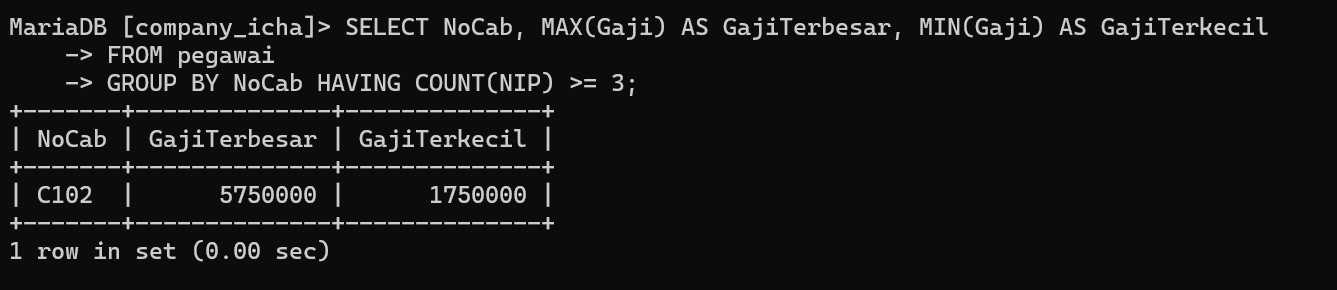 MariaDB [company_icha]> SELECT NoCab, MAX(Gaji) AS GajiTerbesar, MIN(Gaji) AS GajiTerkecil
    -> FROM pegawai
    -> GROUP BY NoCab HAVING COUNT(NIP) >= 3;
+-------+--------------+--------------+
| NoCab | GajiTerbesar | GajiTerkecil |
+-------+--------------+--------------+
| C102  |      5750000 |      1750000 |
+-------+--------------+--------------+
1 row in set (0.00 sec)